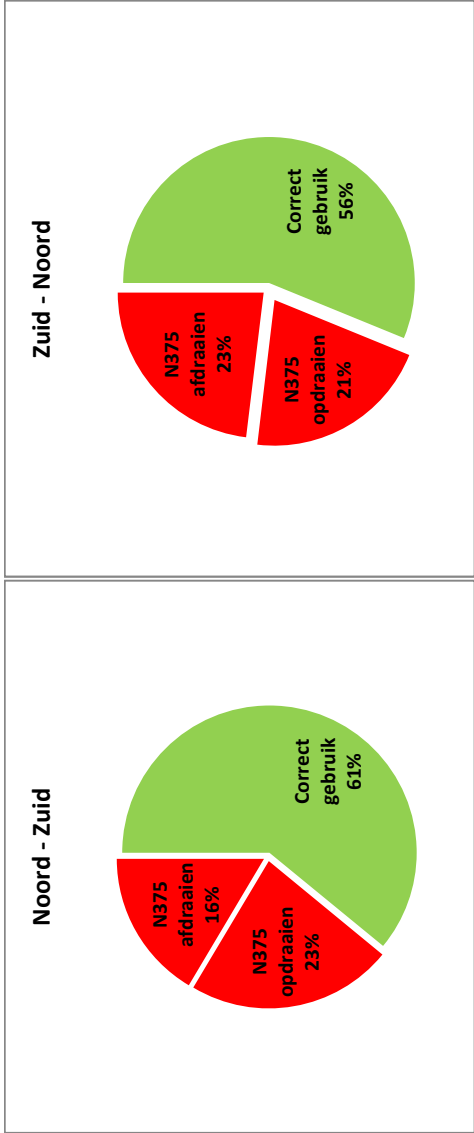 Noord - Zuid
N375
afdraaien
16%
N375
opdraaien
23%
Correct
gebruik
61%
Zuid - Noord
N375
afdraaien
23%
N375
opdraaien
21%
Correct
gebruik
56%